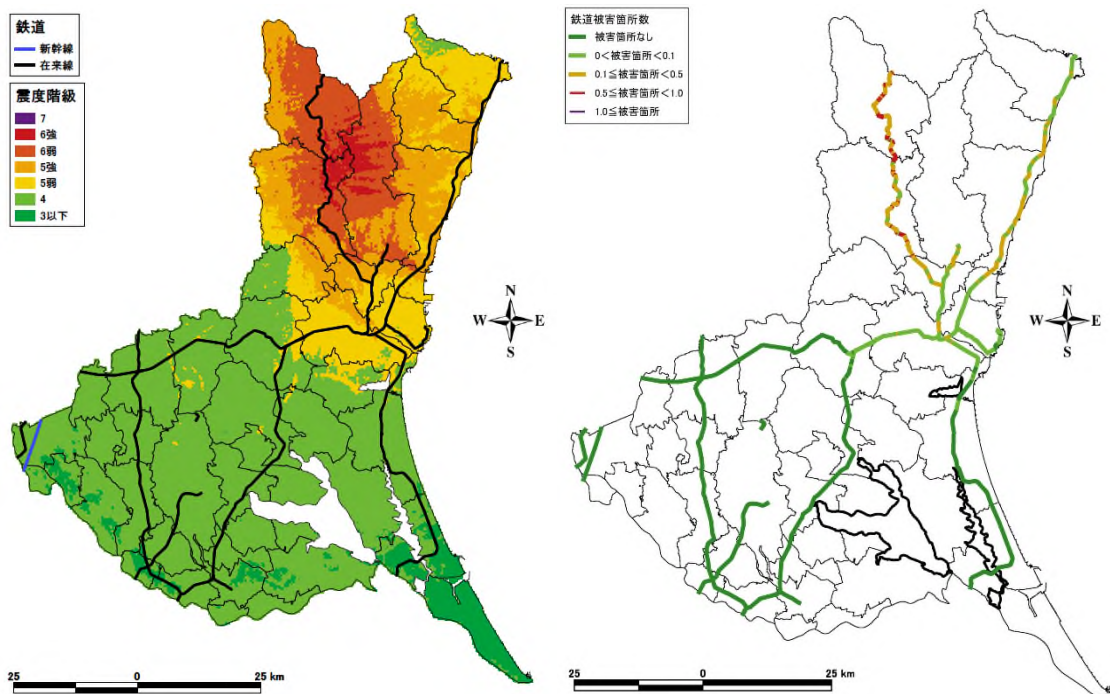 鉄道
新幹線
在来線
震度階級
7
6強
6弱
5強
5弱
4
3以下
N
W E
S
25 0 25 km
鉄道被害箇所数
被害箇所なし
0<被害箇所<0.1
0.1≦被害箇所<0.5
0.5≦被害箇所<1.0
1.0≦被害箇所
N
W E
S
25 0 25 km